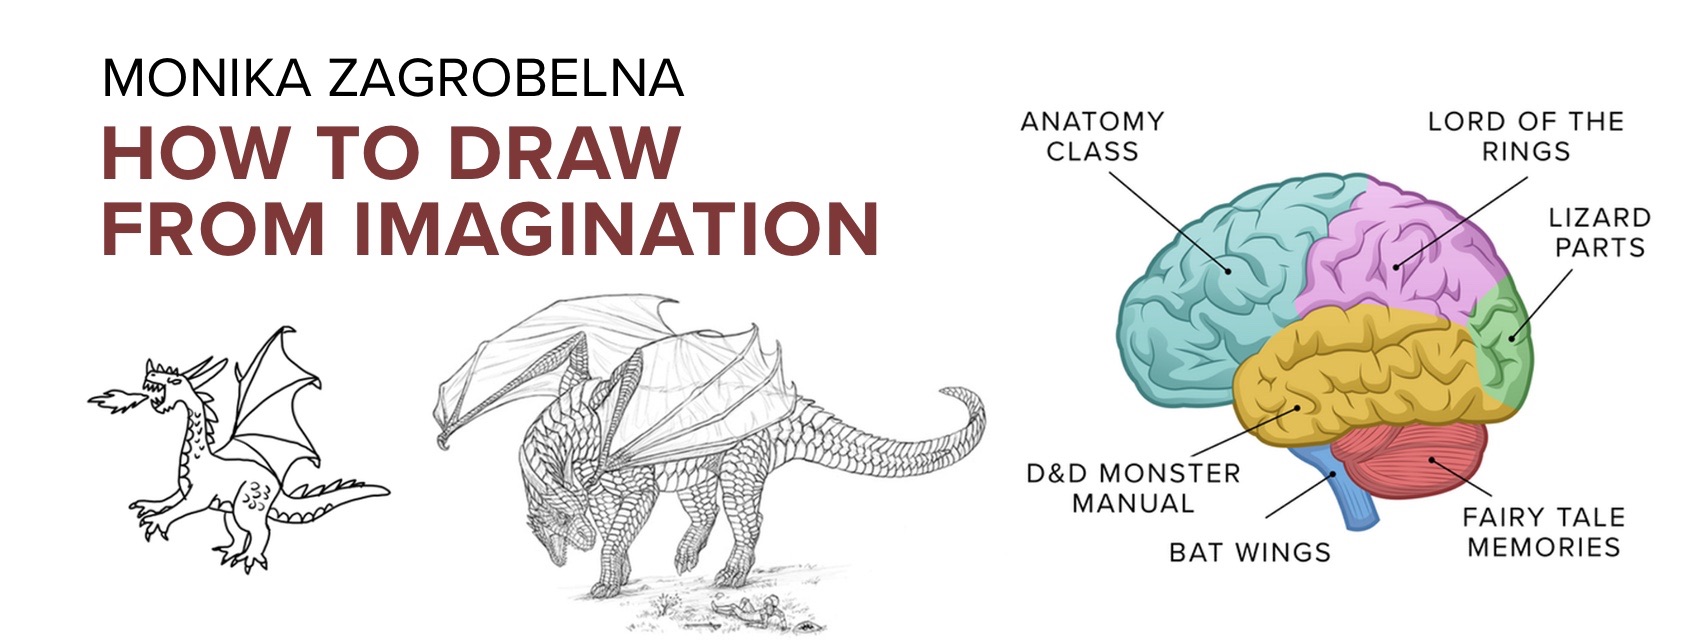 MONIKA ZAGROBELNA
HOW TO DRAW
FROM IMAGINATION
ANATOMY
CLASS
LORD OF THE
RINGS
LIZARD
PARTS
D&D MONSTER
MANUAL
BAT WINGS
FAIRY TALE
MEMORIES